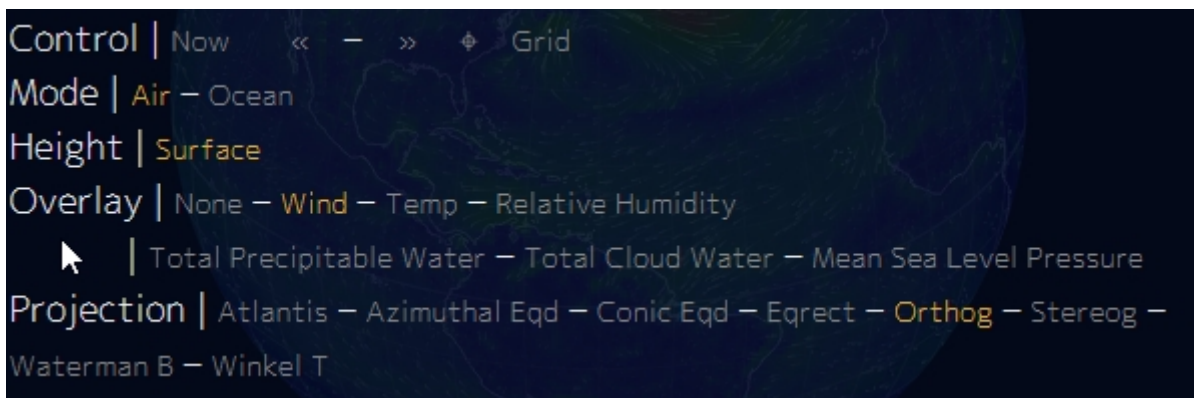 Control | Now « – » ⌖ Grid
Mode | Air – Ocean
Height | Surface
Overlay | None – Wind – Temp – Relative Humidity
| Total Precipitable Water – Total Cloud Water – Mean Sea Level Pressure
Projection | Atlantis – Azimuthal Eqd – Conic Eqd – Eqrect – Orthog – Stereog –
Waterman B – Winkel T